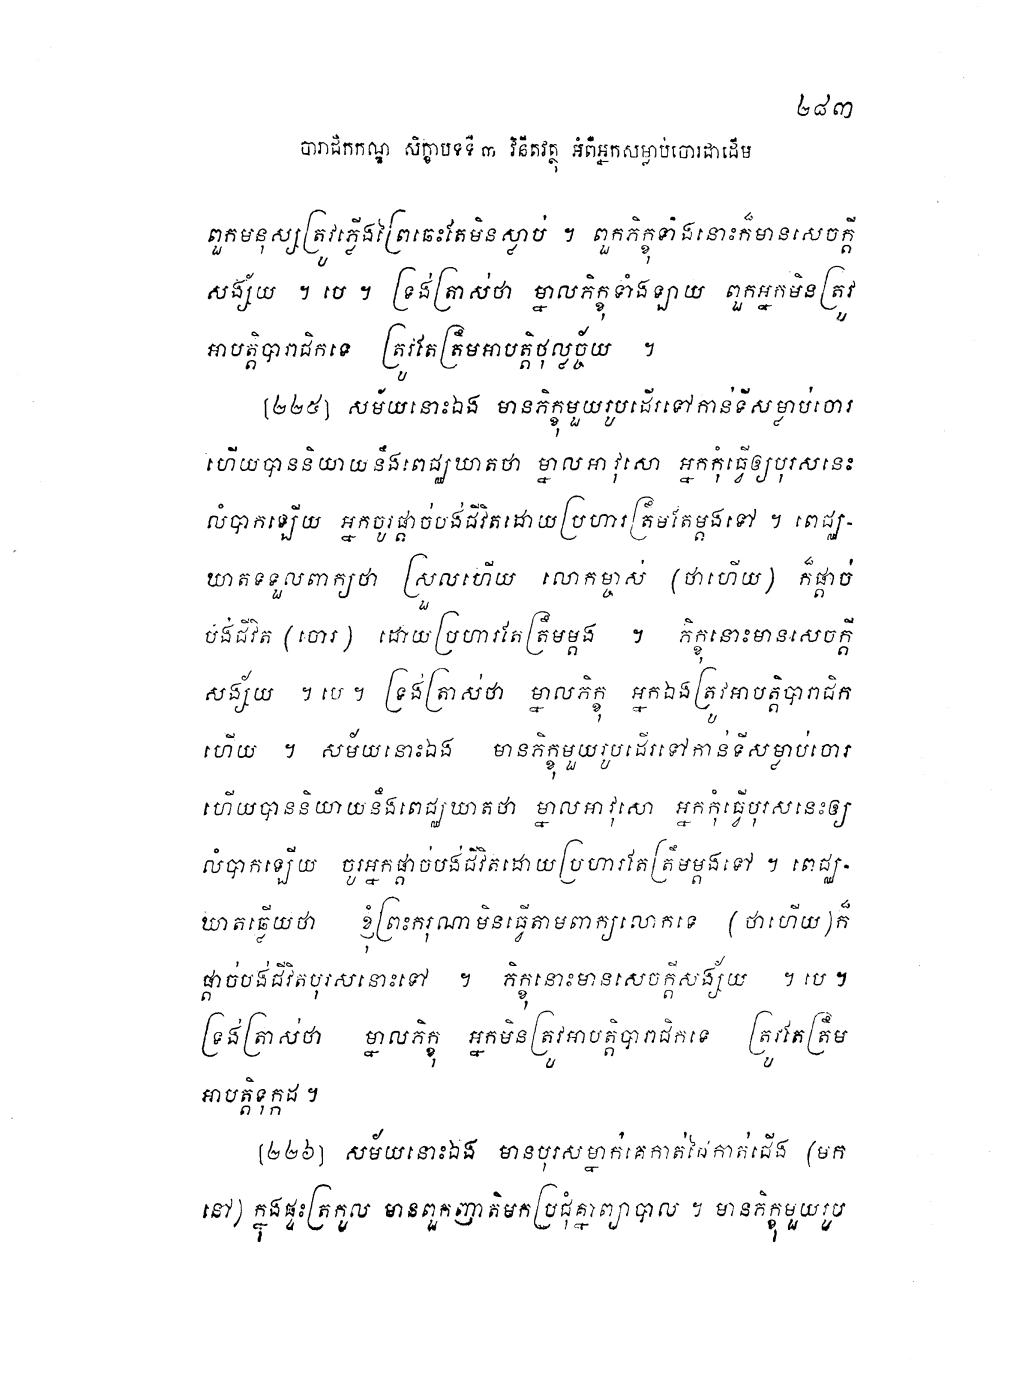 ២៨៣
បារាជិកកណ្ឌ សិក្ខាបទទី ៣ វិនីតវត្ថុ អំពីអ្នកសម្លាប់ចោរជាដើម
ពួកមនុស្សត្រូវភ្លើងព្រៃឆេះតែមិនស្លាប់ ។ ពួកភិក្ខុទាំងនោះក៏មានសេចក្តី
សង្ស័យ ។ បេ ។ ទ្រង់ត្រាស់ថា ម្នាលភិក្ខុទាំងឡាយ ពួកអ្នកមិនត្រូវ
អាបត្តិបារាជិកទេ ត្រូវតែត្រឹមអាបត្តិថុល្លច្ច័យ ។
[២២៥] សម័យនោះឯង មានភិក្ខុមួយរូបដើរទៅកាន់ទីសម្លាប់ចោរ
ហើយបាននិយាយនឹងពេជ្ឈឃាតថា ម្នាលអាវុសោ អ្នកកុំធ្វើឲ្យបុរសនេះ
លំបាកឡើយ អ្នកចូរផ្តាច់បង់ជីវិតដោយប្រហារត្រឹមតែម្តងទៅ ។ ពេជ្ឈ-
ឃាតទទួលពាក្យថា ស្រួលហើយ លោកម្ចាស់ (ថាហើយ) ក៏ផ្តាច់
បង់ជីវិត (ចោរ) ដោយប្រហារតែត្រឹមម្តង ។ ភិក្ខុនោះមានសេចក្តី
សង្ស័យ ។ បេ ។ ទ្រង់ត្រាស់ថា ម្នាលភិក្ខុ អ្នកឯងត្រូវអាបត្តិបារាជិក
ហើយ ។ សម័យនោះឯង មានភិក្ខុមួយរូបដើរទៅកាន់ទីសម្លាប់ចោរ
ហើយបាននិយាយនឹងពេជ្ឈឃាតថា ម្នាលអាវុសោ អ្នកកុំធ្វើបុរសនេះឲ្យ
លំបាកឡើយ ចូរអ្នកផ្តាច់បង់ជីវិតដោយប្រហារតែត្រឹមម្តងទៅ ។ ពេជ្ឈ-
ឃាតឆ្លើយថា ខ្ញុំព្រះករុណាមិនធ្វើតាមពាក្យលោកទេ (ថាហើយ)ក៏
ផ្តាច់បង់ជីវិតបុរសនោះទៅ ។ ភិក្ខុនោះមានសេចក្តីសង្ស័យ ។ បេ ។
ទ្រង់ត្រាស់ថា ម្នាលភិក្ខុ អ្នកមិនត្រូវអាបត្តិបារាជិកទេ ត្រូវតែត្រឹម
អាបត្តិទុក្កដ ។
[២២៦] សម័យនោះឯង មានបុរសម្នាក់គេកាត់ដៃកាត់ជើង (មក
នៅ) ក្នុងផ្ទះត្រកូល មានពួកញាតិមកប្រជុំគ្នាព្យាបាល ។ មានភិក្ខុមួយរូប